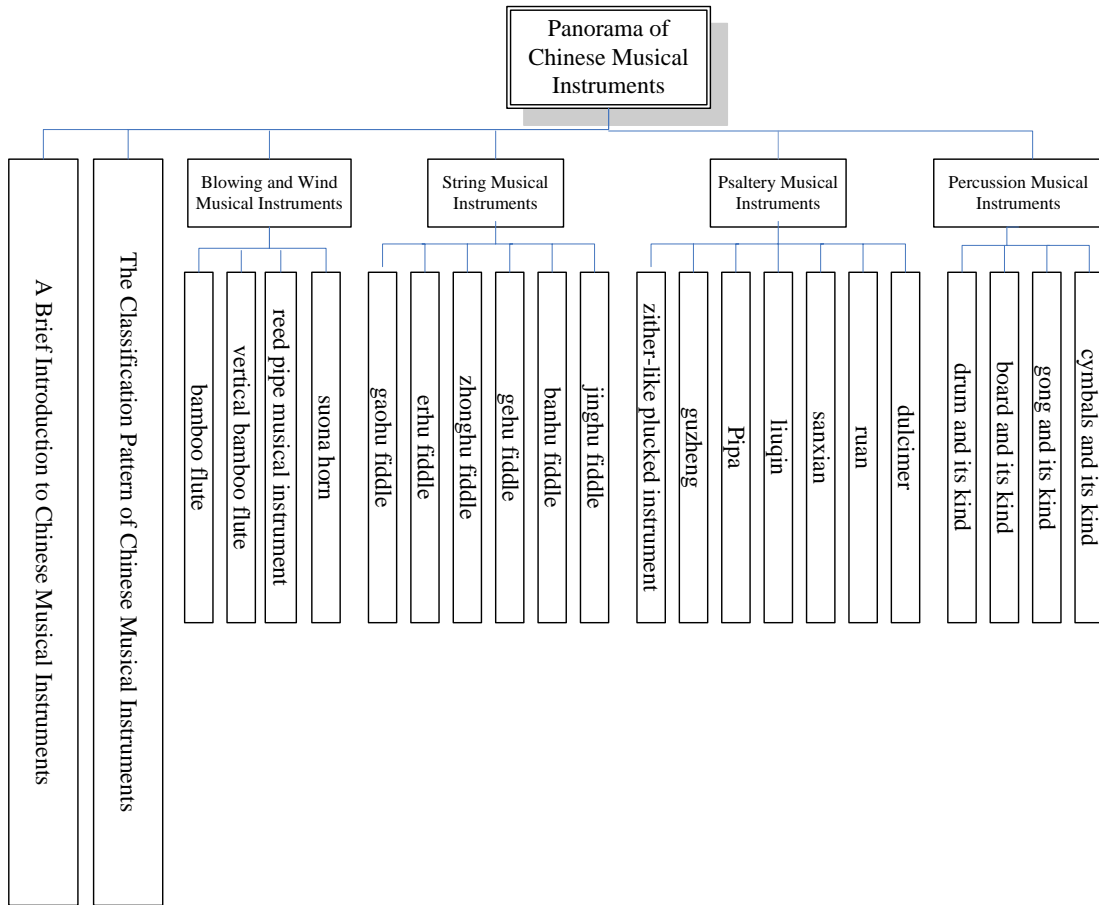 Panorama of
Chinese Musical
Instruments
A Brief Introduction to Chinese Musical Instruments
The Classification Pattern of Chinese Musical Instruments
Blowing and Wind
Musical Instruments
bamboo flute
vertical bamboo flute
reed pipe musical instrument
suona horn
String Musical
Instruments
gaohu fiddle
erhu fiddle
zhonghu fiddle
gehu fiddle
banhu fiddle
jinghu fiddle
Psaltery Musical
Instruments
zither-like plucked instrument
guzheng
Pipa
liuqin
sanxian
ruan
dulcimer
Percussion Musical
Instruments
drum and its kind
board and its kind
gong and its kind
cymbals and its kind